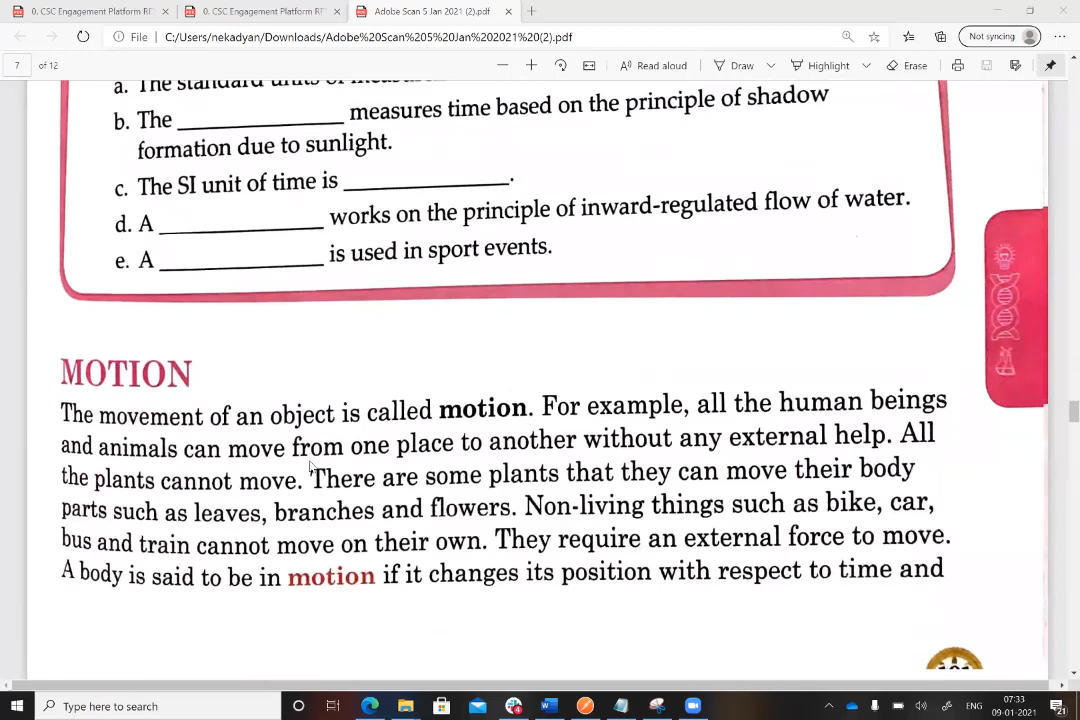 0. CSC Engagement Platform RF
0. CSC Engagement Platform RF
Adobe Scan 5 Jan 2021 (2).pdf
File | C:/Users/nekadyan/Downloads/Adobe%20Scan%205%20Jan%202021%20(2).pdf
Not syncing
7 of 12
Read aloud
Draw
Highlight
Erase
a. The standard units of
b. The ____________ measures time based on the principle of shadow
formation due to sunlight.
c. The SI unit of time is ____________.
d. A ____________ works on the principle of inward-regulated flow of water.
e. A ____________ is used in sport events.
MOTION
The movement of an object is called motion. For example, all the human beings
and animals can move from one place to another without any external help. All
the plants cannot move. There are some plants that they can move their body
parts such as leaves, branches and flowers. Non-living things such as bike, car,
bus and train cannot move on their own. They require an external force to move.
A body is said to be in motion if it changes its position with respect to time and
Type here to search
ENG
07:33
09-01-2021
21